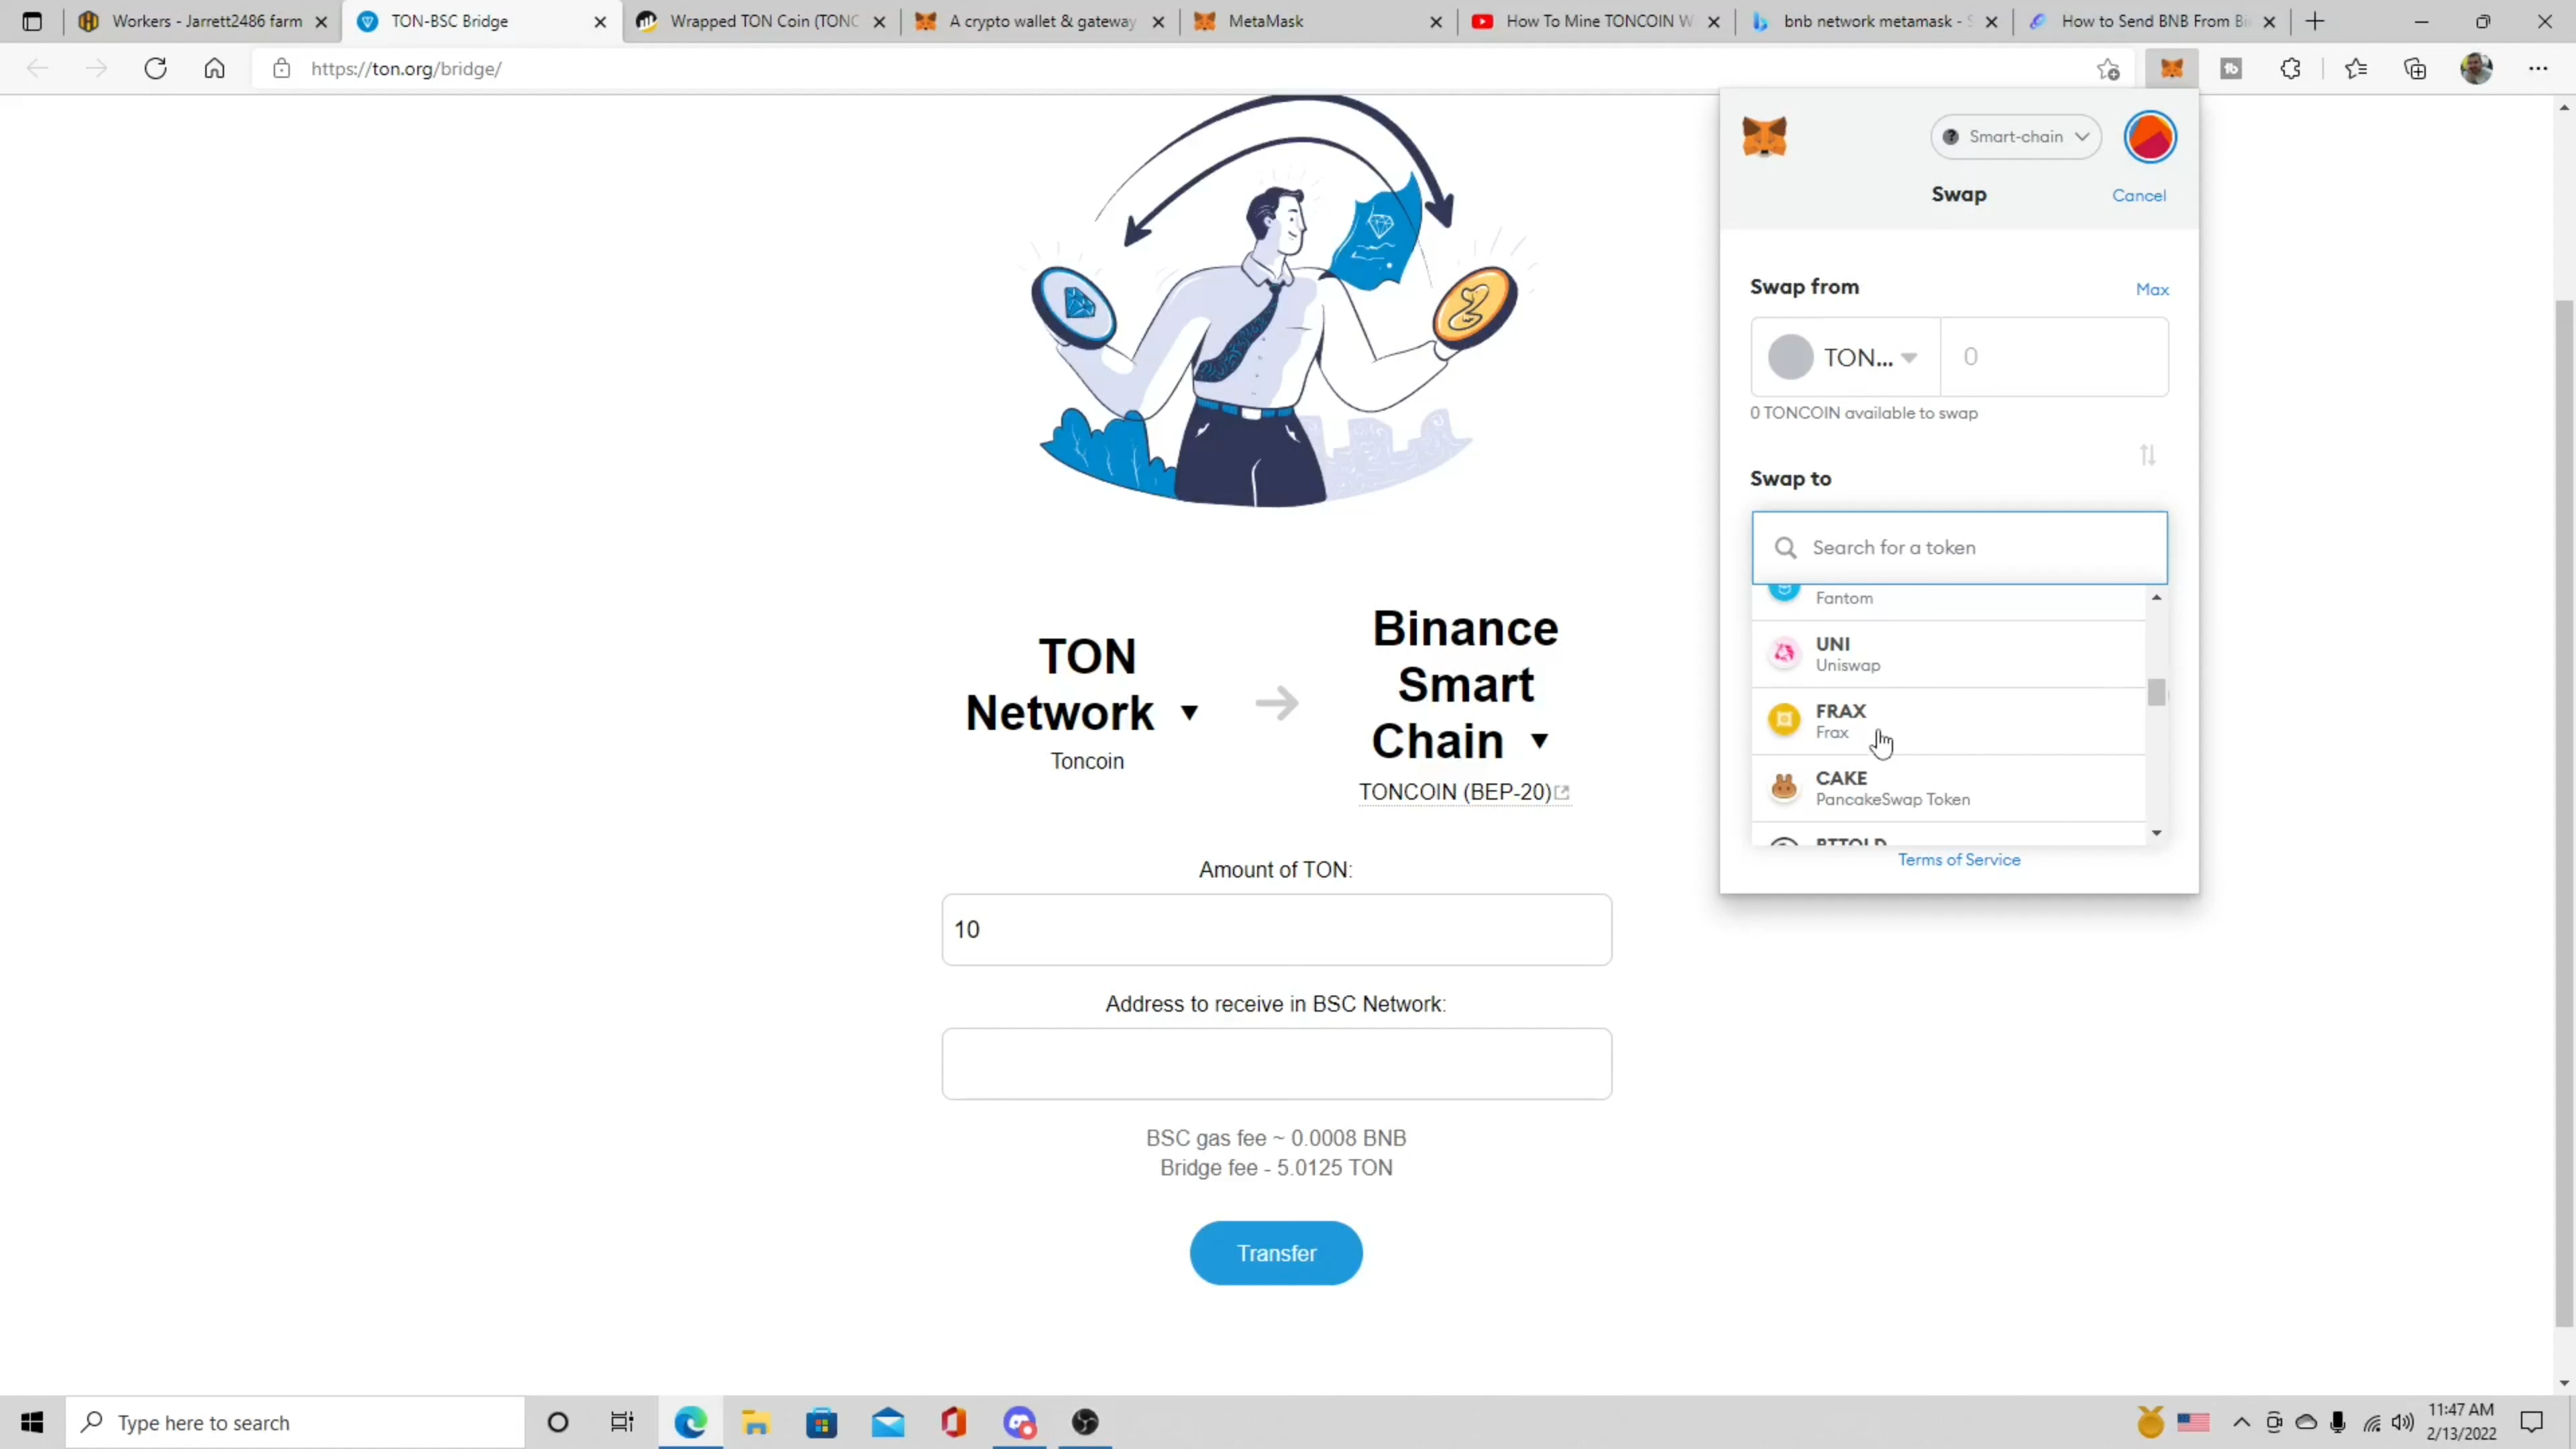 Workers - Jarrett2486 farm
TON-BSC Bridge
Wrapped TON Coin (TONC
A crypto wallet & gateway
MetaMask
How To Mine TONCOIN W
bnb network metamask - S
How to Send BNB From Bi
https://ton.org/bridge/
Smart-chain
Swap
Cancel
Swap from
Max
TON...
0
0 TONCOIN available to swap
Swap to
Search for a token
Fantom
UNI
Uniswap
FRAX
Frax
CAKE
PancakeSwap Token
BTTOLD
Terms of Service
TON
Network
Toncoin
Binance
Smart
Chain
TONCOIN (BEP-20)
Amount of TON:
10
Address to receive in BSC Network:
BSC gas fee ~ 0.0008 BNB
Bridge fee - 5.0125 TON
Transfer
Type here to search
11:47 AM
2/13/2022